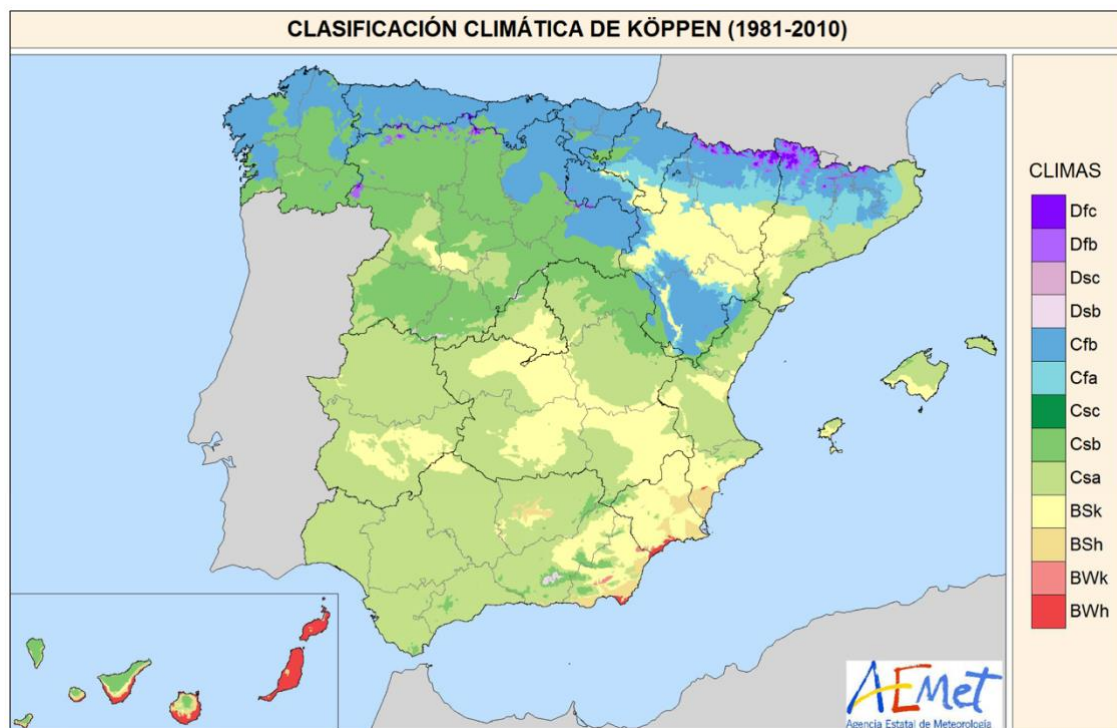 CLASIFICACIÓN CLIMÁTICA DE KÖPPEN (1981-2010)
CLIMAS
Dfc
Dfb
Dsc
Dsb
Cfb
Cfa
Csc
Csb
Csa
BSk
BSh
BWk
BWh
AEMet
Agencia Estatal de Meteorología